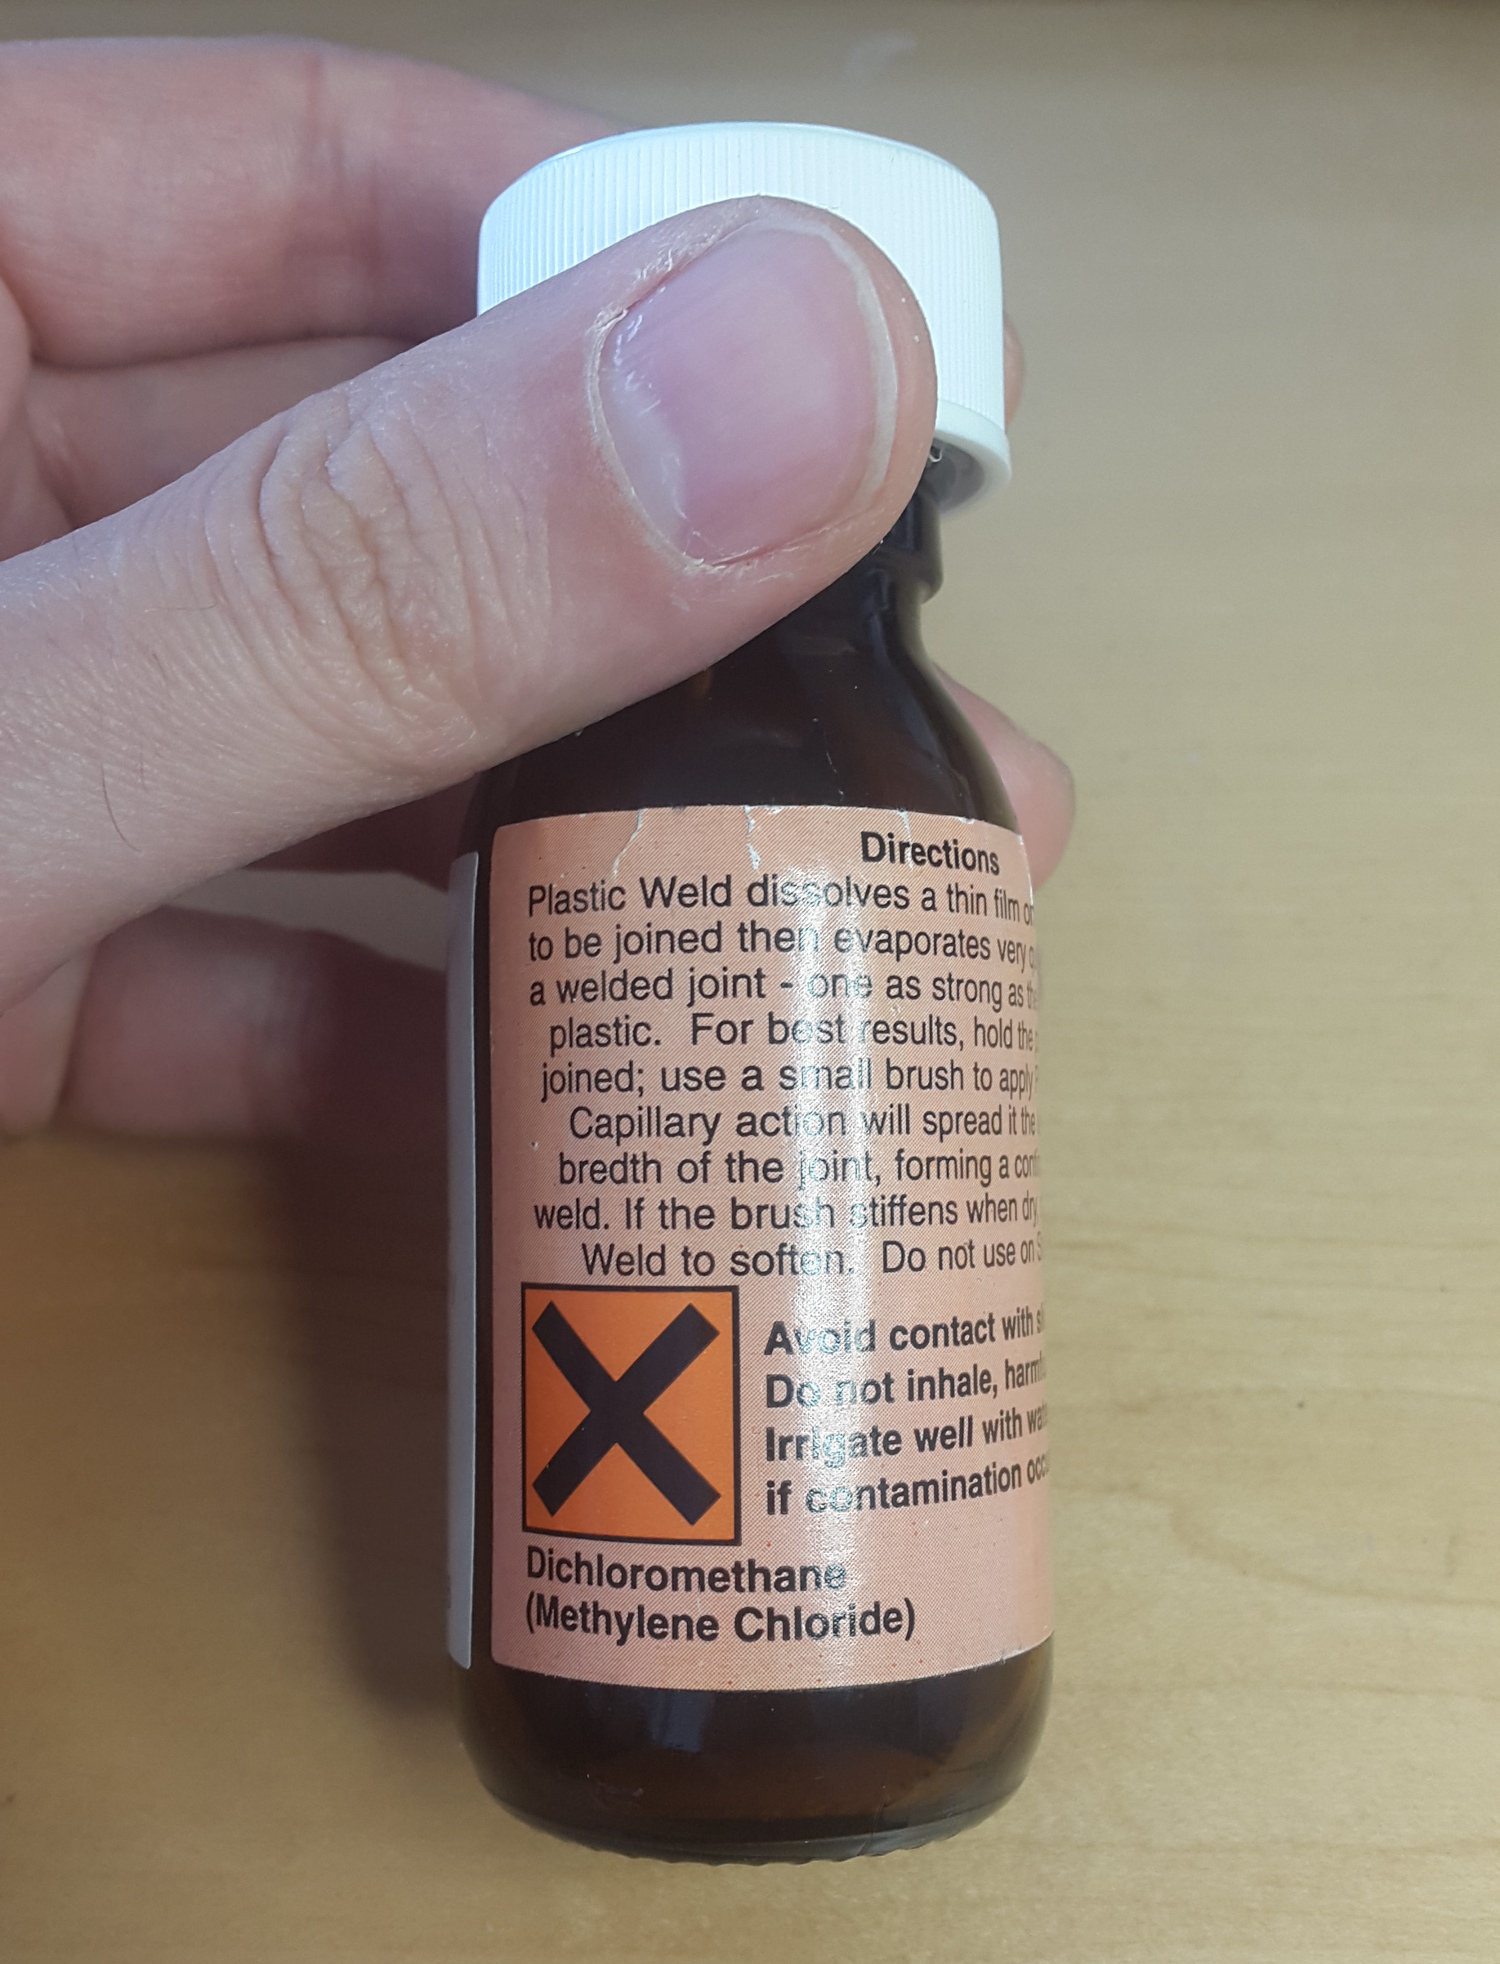 Directions
Plastic Weld dissolves a thin film
to be joined then evaporates very
a welded joint - one as strong as
plastic. For best results, hold the
joined; use a small brush to apply
Capillary action will spread it the
bredth of the joint, forming a
weld. If the brush stiffens when dry
Weld to soften. Do not use on
Avoid contact with
Do not inhale,
Irrigate well with
if contamination
Dichloromethane
(Methylene Chloride)